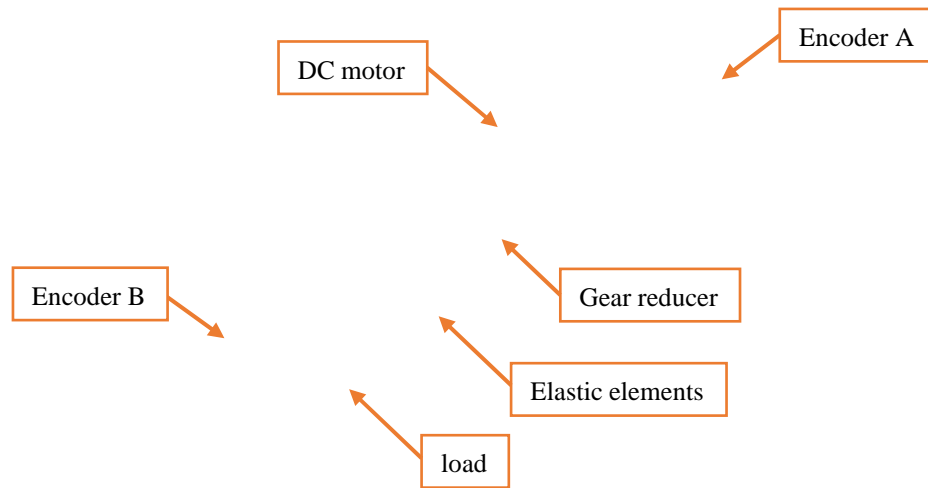 Encoder A
DC motor
Encoder B
Gear reducer
Elastic elements
load